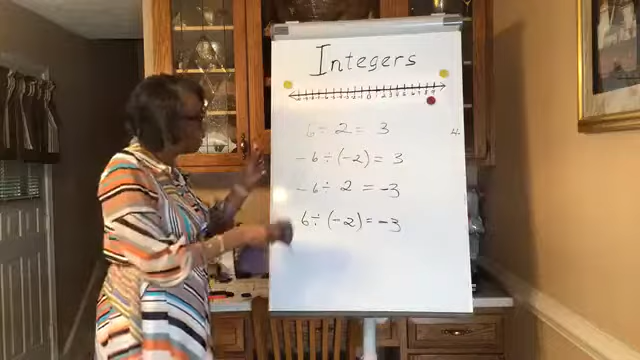 Integers
6 ÷ 2 = 3
-6 ÷ (-2) = 3
-6 ÷ 2 = -3
6 ÷ (-2) = -3